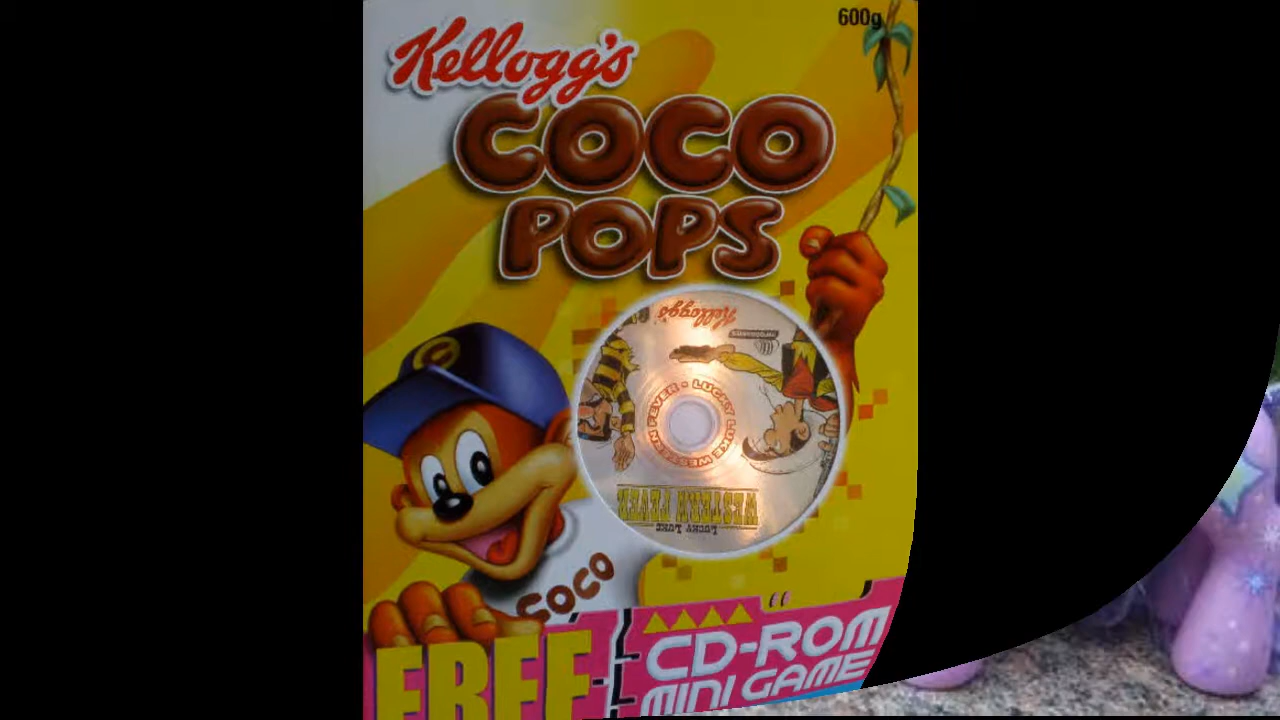 600g
Kellogg's
COCO
POPS
Kellogg's
LUCKY LUKE WESTERN FEVER
WESTERN FEVER
LUCKY LUKE
COCO
FREE
CD-ROM
MINI GAME